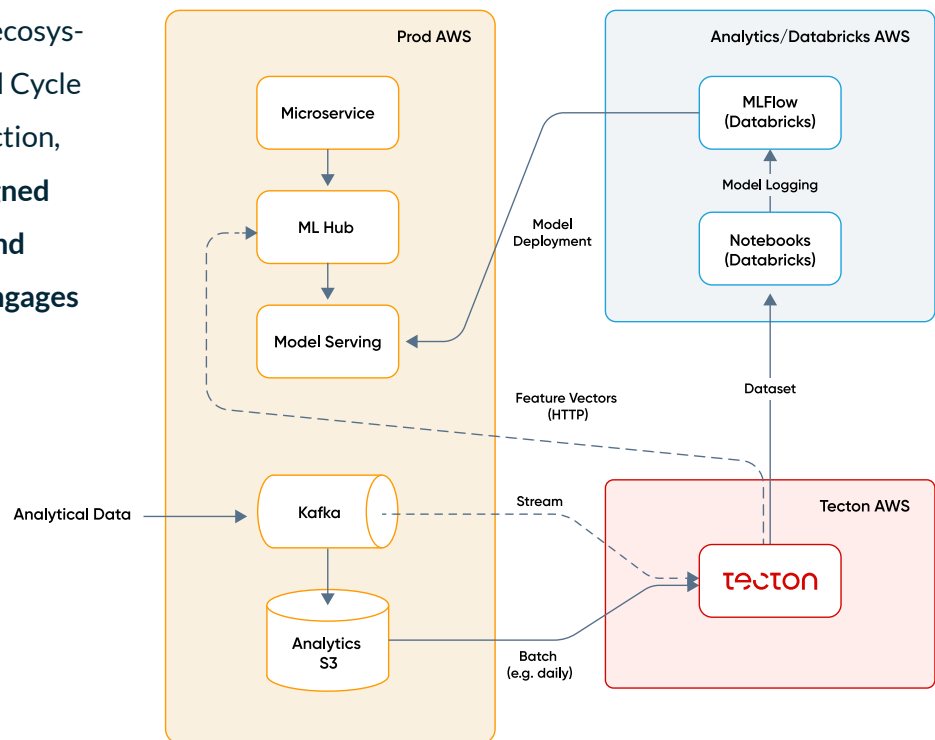 ecosys-
l Cycle
ction,
gned
nd
ngages
Prod AWS
Microservice
ML Hub
Model Serving
Analytical Data
Kafka
Analytics
S3
Analytics/Databricks AWS
MLFlow
(Databricks)
Model Logging
Notebooks
(Databricks)
Model
Deployment
Feature Vectors
(HTTP)
Dataset
Stream
Batch
(e.g. daily)
Tecton AWS
tecton